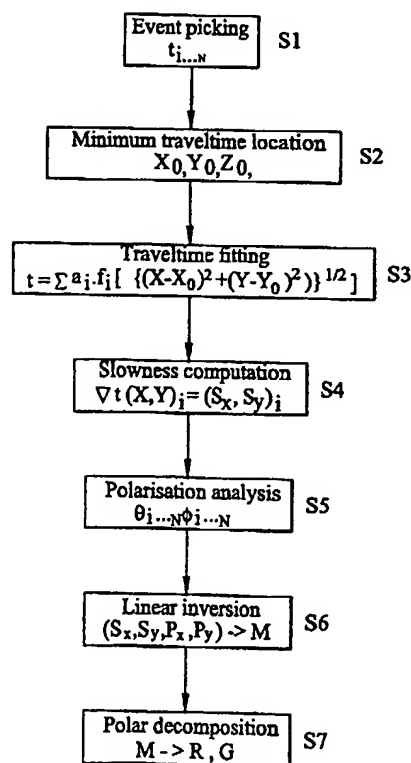 Event picking
t i...N
S1
Minimum traveltime location
X0,Y0,Z0,
S2
Traveltime fitting
t=Σai.fi[ {(X-X0)²+(Y-Y0)²)}^1/2 ]
S3
Slowness computation
∇t(X,Y)i=(Sx, Sy)i
S4
Polarisation analysis
θi...Nϕi...N
S5
Linear inversion
(Sx,Sy,Px,Py)->M
S6
Polar decomposition
M->R,G
S7